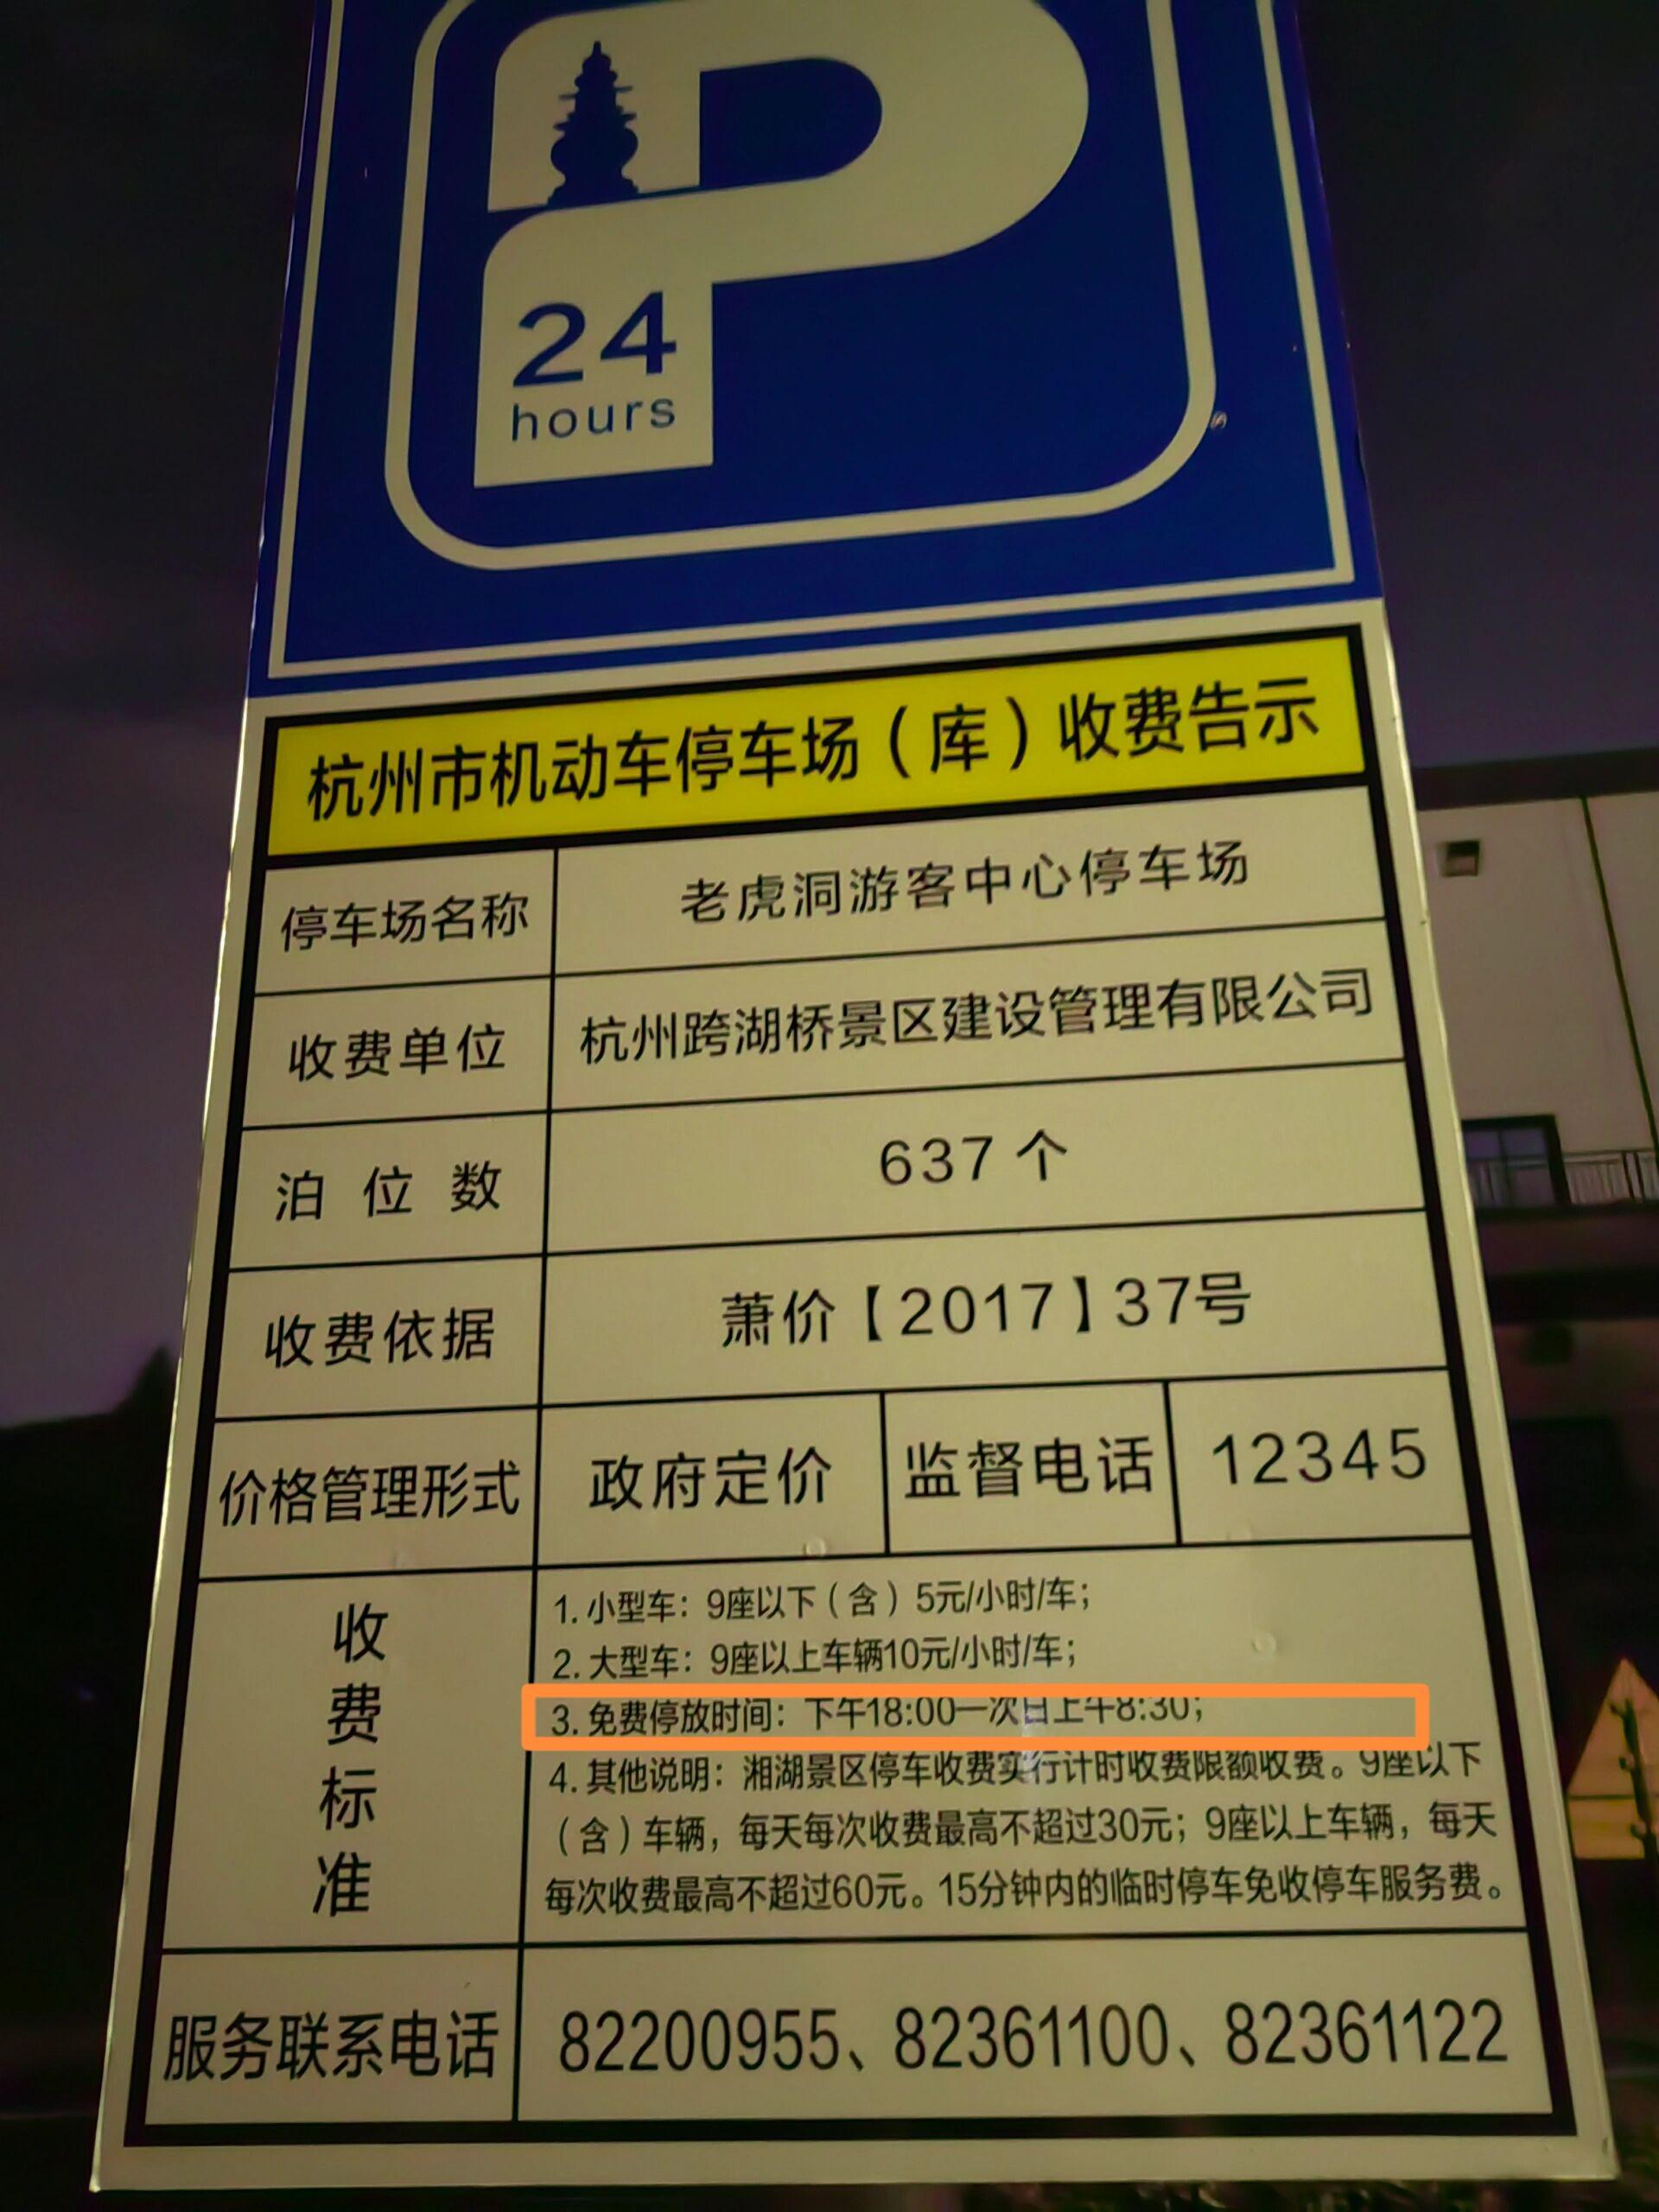 24
hours
杭州市机动车停车场（库）收费告示
停车场名称 老虎洞游客中心停车场
收费单位 杭州跨湖桥景区建设管理有限公司
泊位数 637个
收费依据 萧价【2017】37号
价格管理形式 政府定价 监督电话 12345
收费标准
1. 小型车：9座以下（含）5元/小时/车；
2. 大型车：9座以上车辆10元/小时/车；
3. 免费停放时间：下午18:00—次日上午8:30；
4. 其他说明：湘湖景区停车收费实行计时收费限额收费。9座以下
（含）车辆，每天每次收费最高不超过30元；9座以上车辆，每天
每次收费最高不超过60元。15分钟内的临时停车免收停车服务费。
服务联系电话 82200955、82361100、82361122